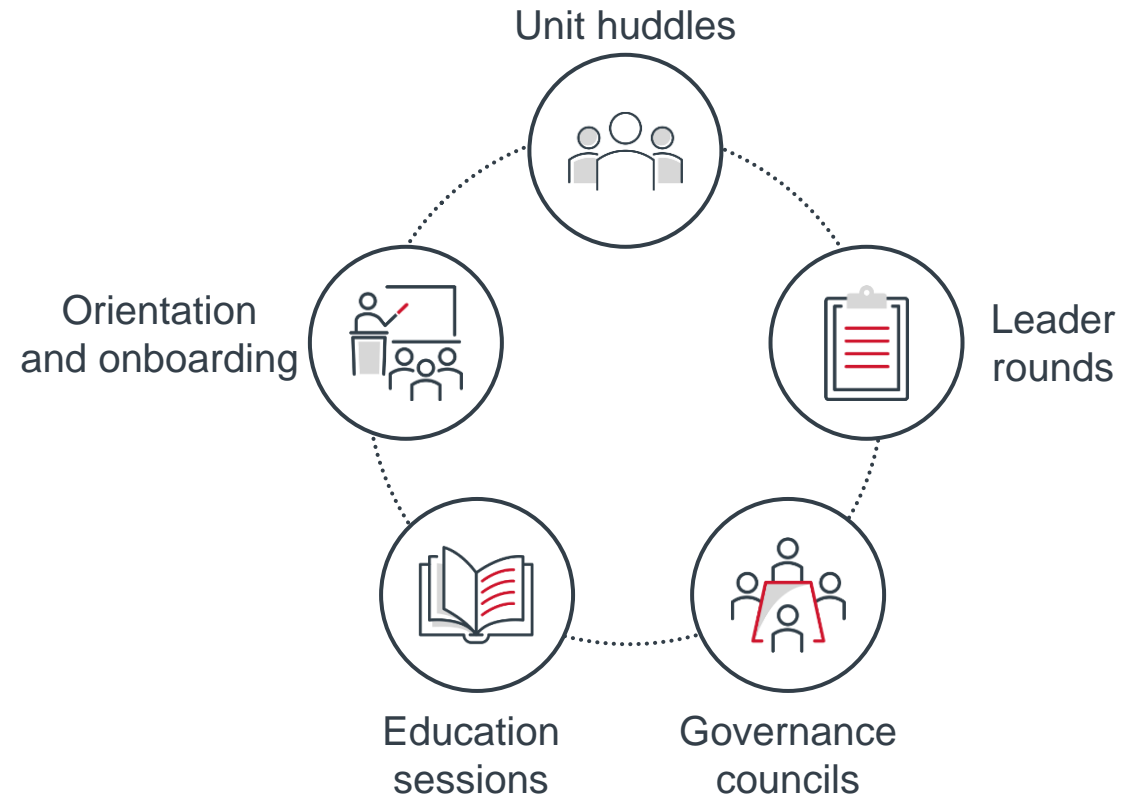 Unit huddles
Orientation
and onboarding
Leader
rounds
Education
sessions
Governance
councils